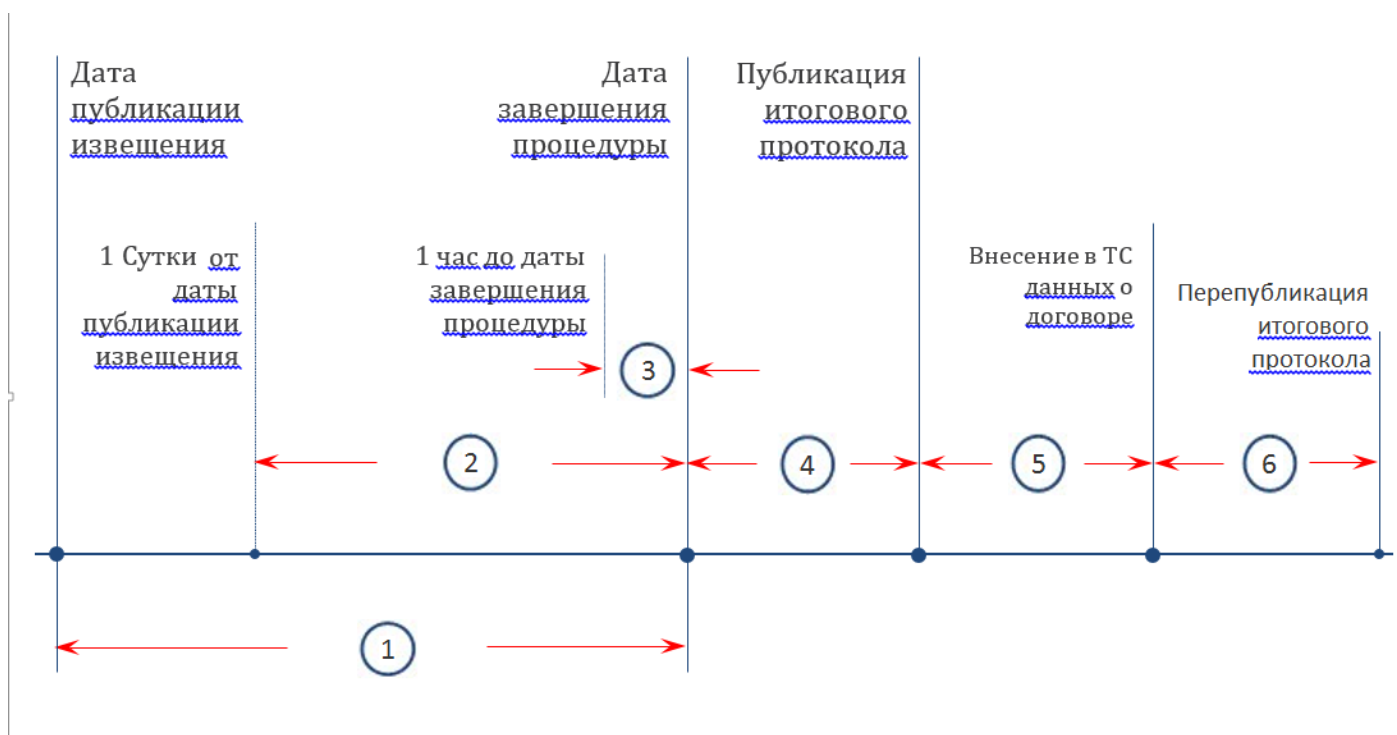 Дата
публикации
извещения
Дата
завершения
процедуры
Публикация
итогового
протокола
1 Сутки от
даты
публикации
извещения
1 час до даты
завершения
процедуры
Внесение в ТС
данных о
договоре
Перепубликация
итогового
протокола
3
2
4
5
6
1